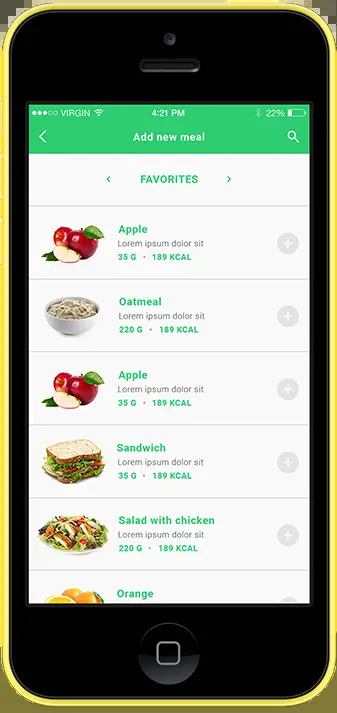 VIRGIN 4:21 PM 22%
Add new meal
FAVORITES
Apple
Lorem ipsum dolor sit
35 G • 189 KCAL
Oatmeal
Lorem ipsum dolor sit
220 G • 189 KCAL
Apple
Lorem ipsum dolor sit
35 G • 189 KCAL
Sandwich
Lorem ipsum dolor sit
35 G • 189 KCAL
Salad with chicken
Lorem ipsum dolor sit
220 G • 189 KCAL
Orange